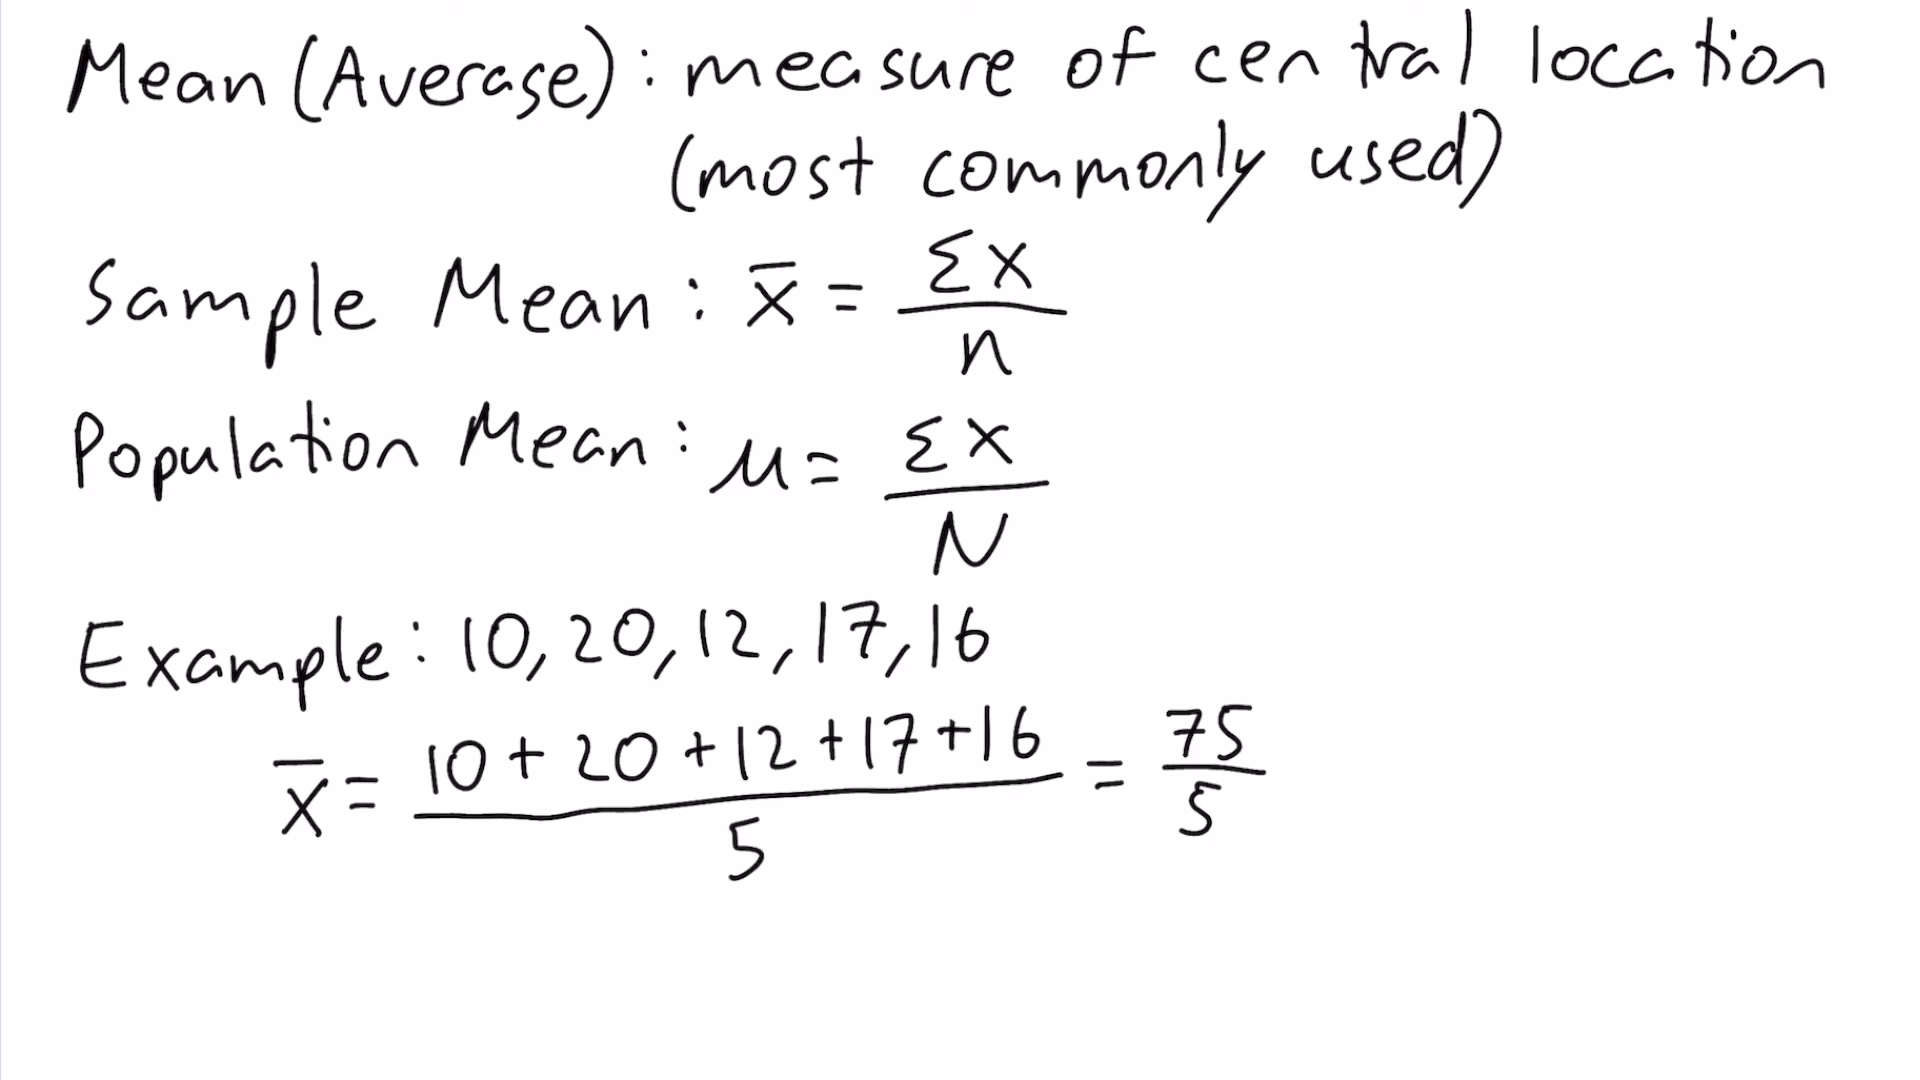 Mean (Average): measure of central location
(most commonly used)
Sample Mean: x̄ = Σx / n
Population Mean: μ = Σx / N
Example: 10, 20, 12, 17, 16
x̄ = 10 + 20 + 12 + 17 + 16 / 5 = 75 / 5